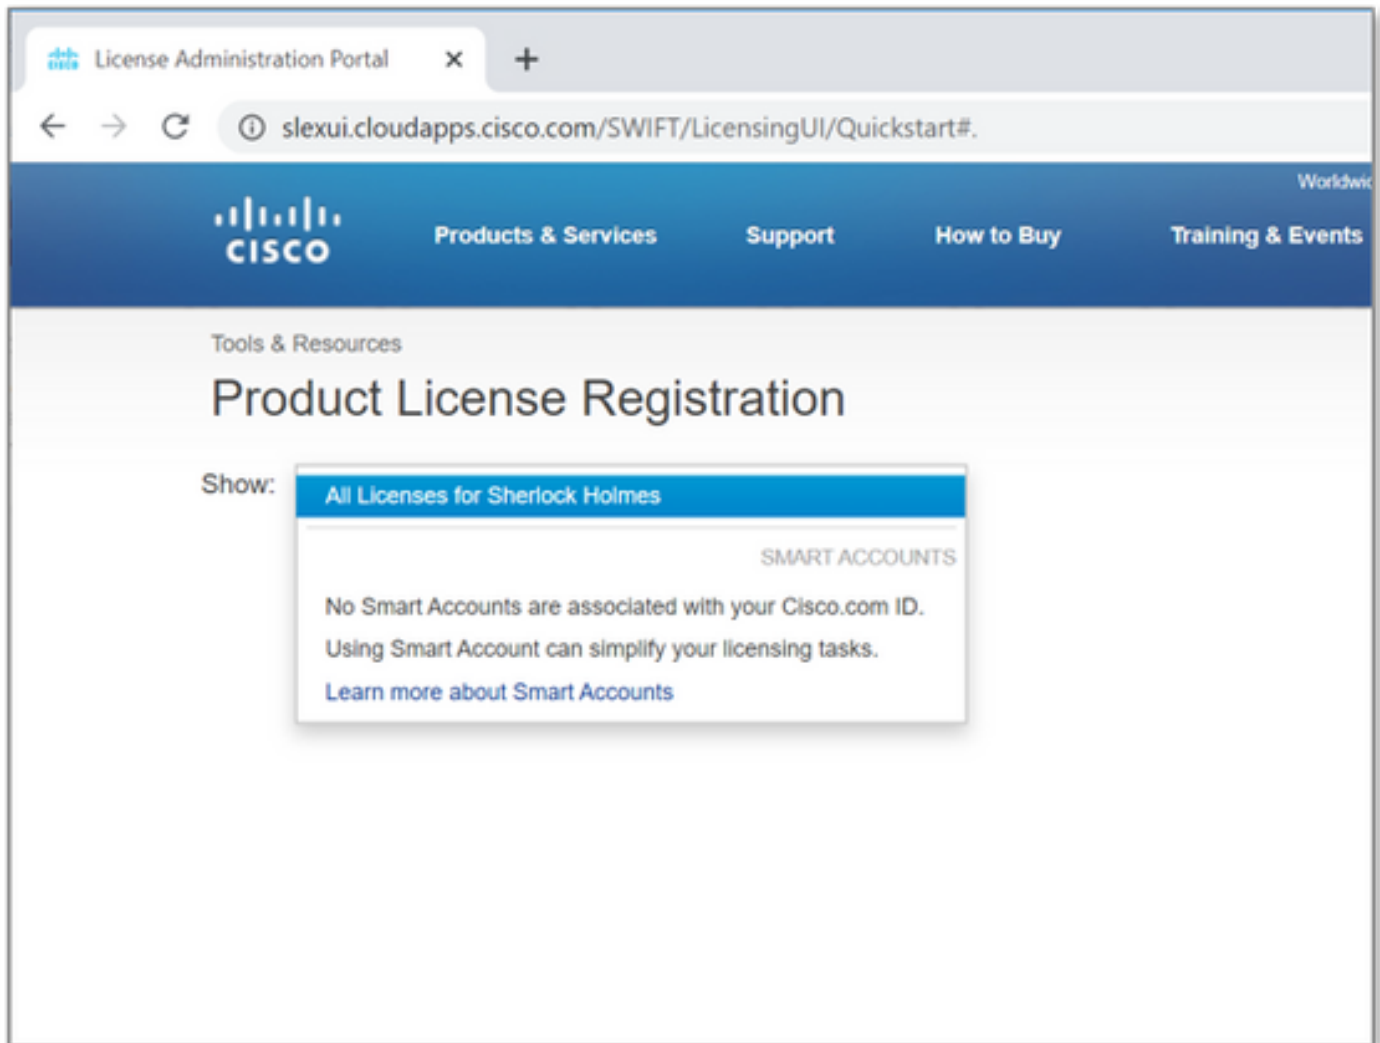 License Administration Portal
slexui.cloudapps.cisco.com/SWIFT/LicensingUI/Quickstart#.
CISCO
Products & Services Support How to Buy Training & Events
Tools & Resources
Product License Registration
Show:
All Licenses for Sherlock Holmes
SMART ACCOUNTS
No Smart Accounts are associated with your Cisco.com ID.
Using Smart Account can simplify your licensing tasks.
Learn more about Smart Accounts